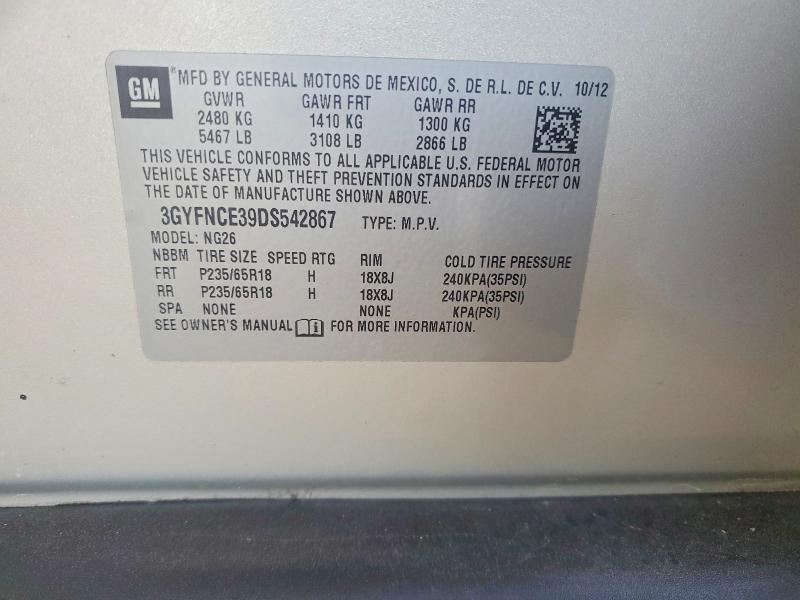 GM ® MFD BY GENERAL MOTORS DE MEXICO, S. DE R.L. DE C.V. 10/12
GVWR GAWR FRT GAWR RR
2480 KG 1410 KG 1300 KG
5467 LB 3108 LB 2866 LB
THIS VEHICLE CONFORMS TO ALL APPLICABLE U.S. FEDERAL MOTOR
VEHICLE SAFETY AND THEFT PREVENTION STANDARDS IN EFFECT ON
THE DATE OF MANUFACTURE SHOWN ABOVE.
3GYFNCE39DS542867 TYPE: M.P.V.
MODEL: NG26
NBBM TIRE SIZE SPEED RTG RIM COLD TIRE PRESSURE
FRT P235/65R18 H 18X8J 240KPA(35PSI)
RR P235/65R18 H 18X8J 240KPA(35PSI)
SPA NONE NONE KPA(PSI)
SEE OWNER'S MANUAL FOR MORE INFORMATION.